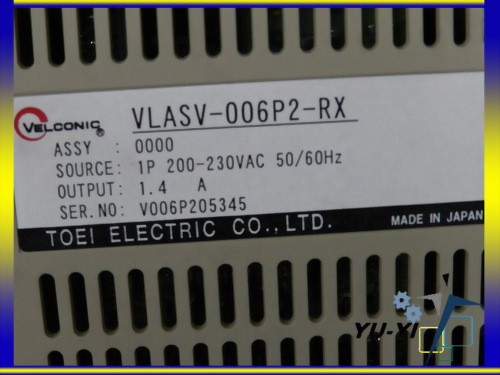 VELCONIC®
VLASV-006P2-RX
ASSY : 0000
SOURCE: 1P 200-230VAC 50/60Hz
OUTPUT: 1.4 A
SER.NO: V006P205345
TOEI ELECTRIC CO.,LTD. MADE IN JAPAN
YU-XI